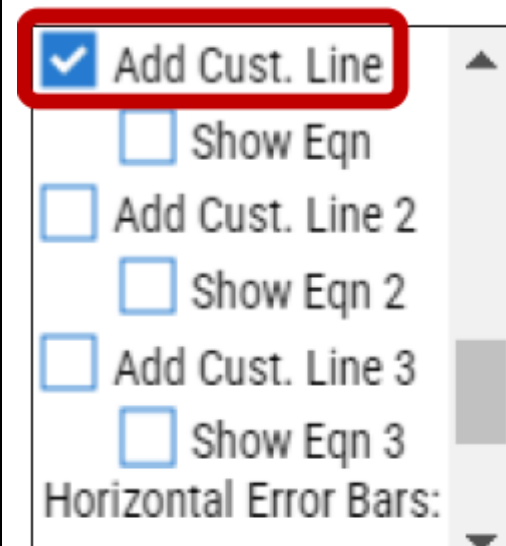 Add Cust. Line
Show Eqn
Add Cust. Line 2
Show Eqn 2
Add Cust. Line 3
Show Eqn 3
Horizontal Error Bars: